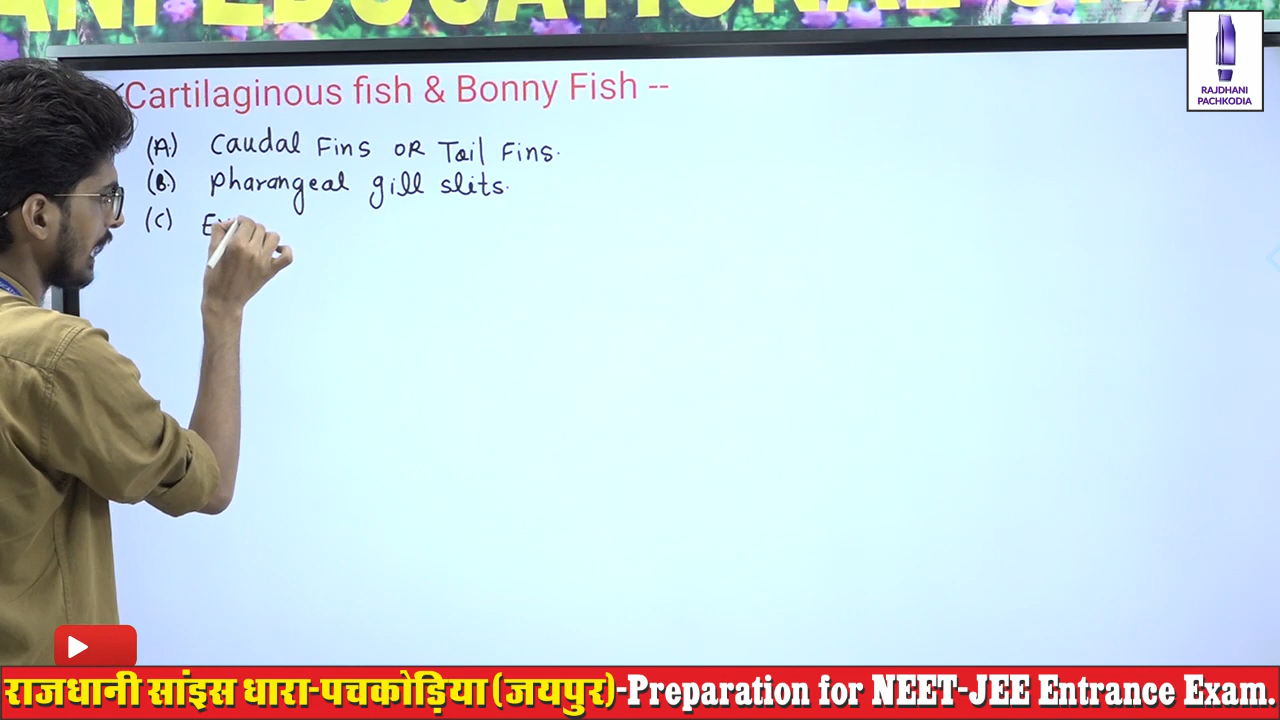 EDUCATIONAL
RAJDHANI
PACHKODIA
Cartilaginous fish & Bonny Fish --
(A) Caudal Fins OR Tail Fins.
(B) Pharangeal gill slits.
(C)
राजधानी सांइस धारा-पचकोड़िया (जयपुर)-Preparation for NEET-JEE Entrance Exam.